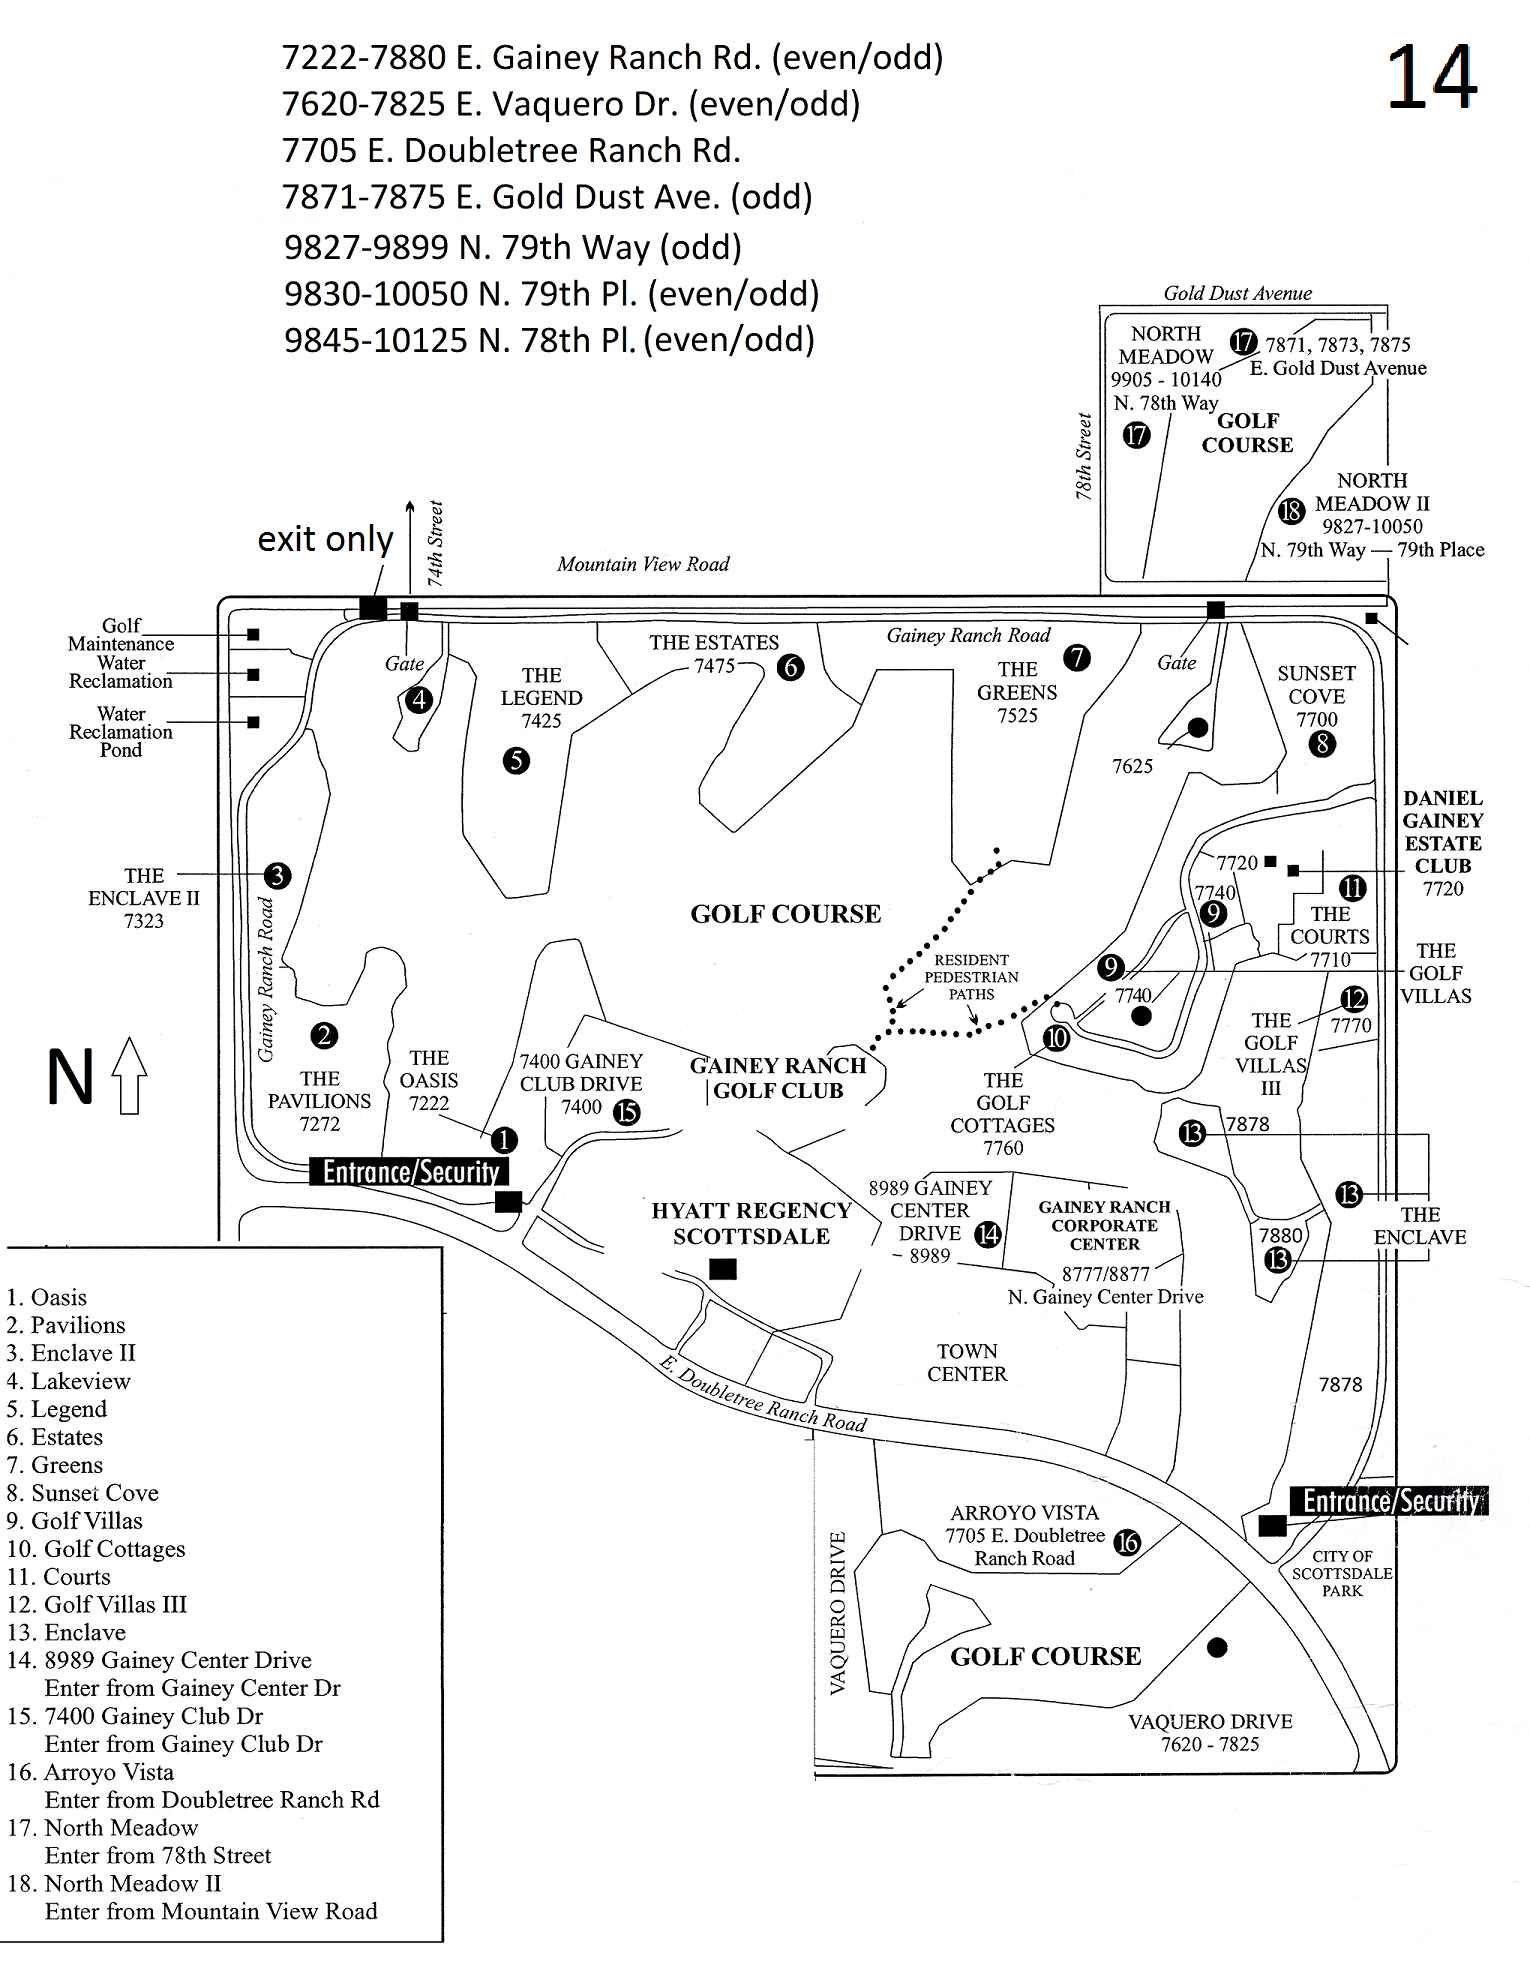 7222-7880 E. Gainey Ranch Rd. (even/odd)
7620-7825 E. Vaquero Dr. (even/odd)
7705 E. Doubletree Ranch Rd.
7871-7875 E. Gold Dust Ave. (odd)
9827-9899 N. 79th Way (odd)
9830-10050 N. 79th Pl. (even/odd)
9845-10125 N. 78th Pl. (even/odd)
14
Gold Dust Avenue
NORTH
MEADOW
9905 - 10140
N. 78th Way
17
7871, 7873, 7875
E. Gold Dust Avenue
GOLF
COURSE
17
78th Street
NORTH
MEADOW II
9827-10050
N. 79th Way — 79th Place
18
exit only
74th Street
Mountain View Road
Golf
Maintenance
Water
Reclamation
Water
Reclamation
Pond
Gate
4
THE
LEGEND
7425
5
THE ESTATES
7475
6
Gainey Ranch Road
THE
GREENS
7525
7
Gate
7625
SUNSET
COVE
7700
8
DANIEL
GAINEY
ESTATE
CLUB
7720
THE
ENCLAVE II
7323
3
Gainey Ranch Road
GOLF COURSE
7720
7740
9
11
THE
COURTS
7710
RESIDENT
PEDESTRIAN
PATHS
9
7740
THE
GOLF
VILLAS
12
7770
THE
GOLF
VILLAS
III
N
2
THE
PAVILIONS
7272
THE
OASIS
7222
1
7400 GAINEY
CLUB DRIVE
7400
15
GAINEY RANCH
GOLF CLUB
10
THE
GOLF
COTTAGES
7760
13
7878
13
THE
ENCLAVE
7880
13
Entrance/Security
HYATT REGENCY
SCOTTSDALE
8989 GAINEY
CENTER
DRIVE
8989
14
GAINEY RANCH
CORPORATE
CENTER
8777/8877
N. Gainey Center Drive
TOWN
CENTER
7878
E. Doubletree Ranch Road
Entrance/Security
ARROYO VISTA
7705 E. Doubletree
Ranch Road
16
CITY OF
SCOTTSDALE
PARK
VAQUERO DRIVE
GOLF COURSE
VAQUERO DRIVE
7620 - 7825
1. Oasis
2. Pavilions
3. Enclave II
4. Lakeview
5. Legend
6. Estates
7. Greens
8. Sunset Cove
9. Golf Villas
10. Golf Cottages
11. Courts
12. Golf Villas III
13. Enclave
14. 8989 Gainey Center Drive
Enter from Gainey Center Dr
15. 7400 Gainey Club Dr
Enter from Gainey Club Dr
16. Arroyo Vista
Enter from Doubletree Ranch Rd
17. North Meadow
Enter from 78th Street
18. North Meadow II
Enter from Mountain View Road